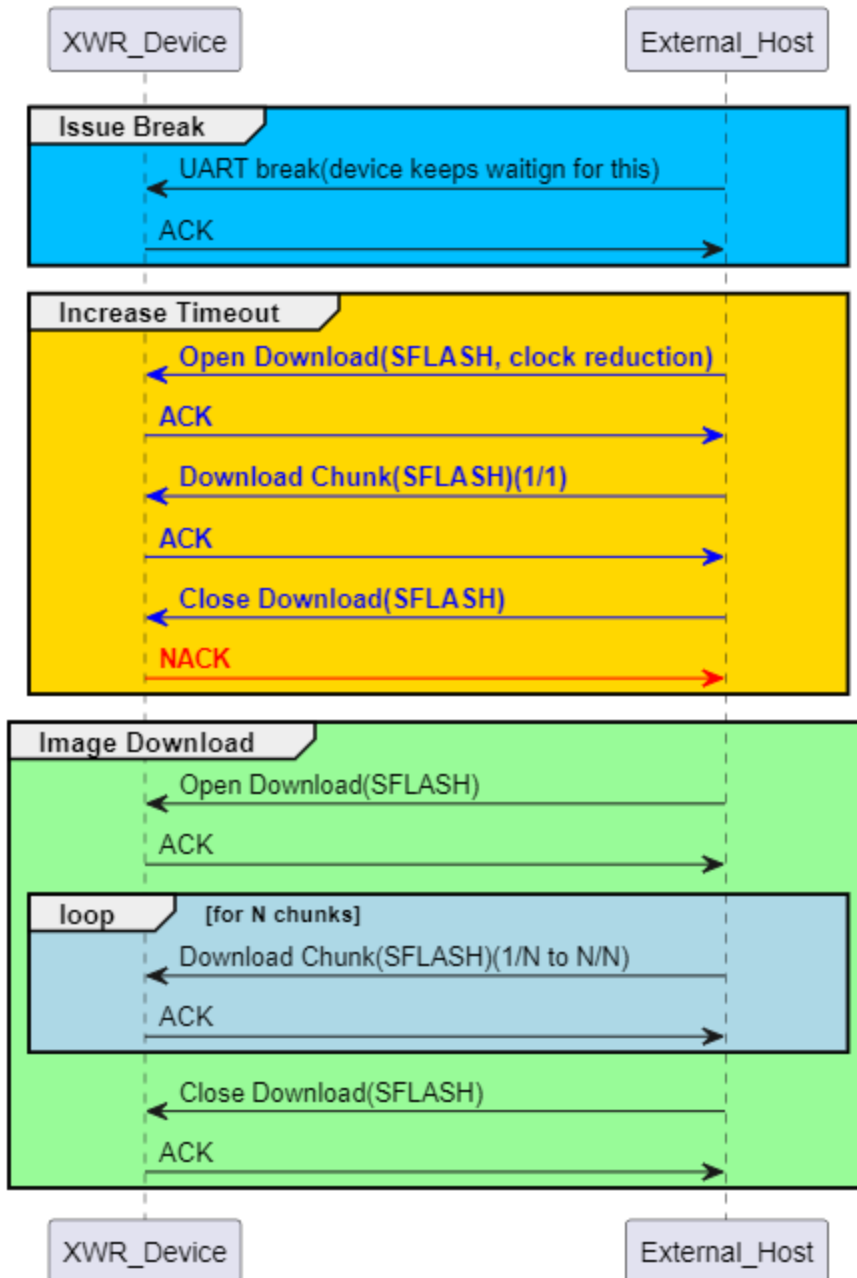 XWR_Device External_Host
Issue Break
UART break(device keeps waitign for this)
ACK
Increase Timeout
Open Download(SFLASH, clock reduction)
ACK
Download Chunk(SFLASH)(1/1)
ACK
Close Download(SFLASH)
NACK
Image Download
Open Download(SFLASH)
ACK
loop [for N chunks]
Download Chunk(SFLASH)(1/N to N/N)
ACK
Close Download(SFLASH)
ACK
XWR_Device External_Host